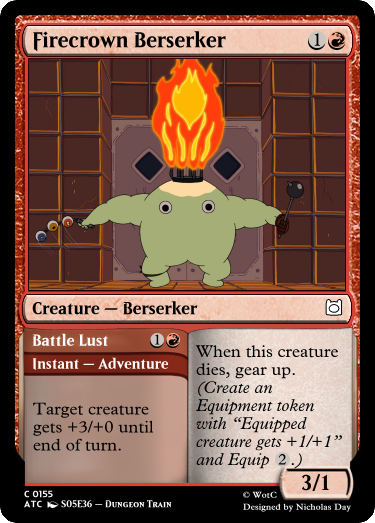 Firecrown Berserker 1
Creature — Berserker
Battle Lust 1
Instant — Adventure
Target creature
gets +3/+0 until
end of turn.
When this creature
dies, gear up.
(Create an
Equipment token
with “Equipped
creature gets +1/+1”
and Equip 2.)
3/1
C 0155
ATC S05E36 – Dungeon Train
© WotC
Designed by Nicholas Day